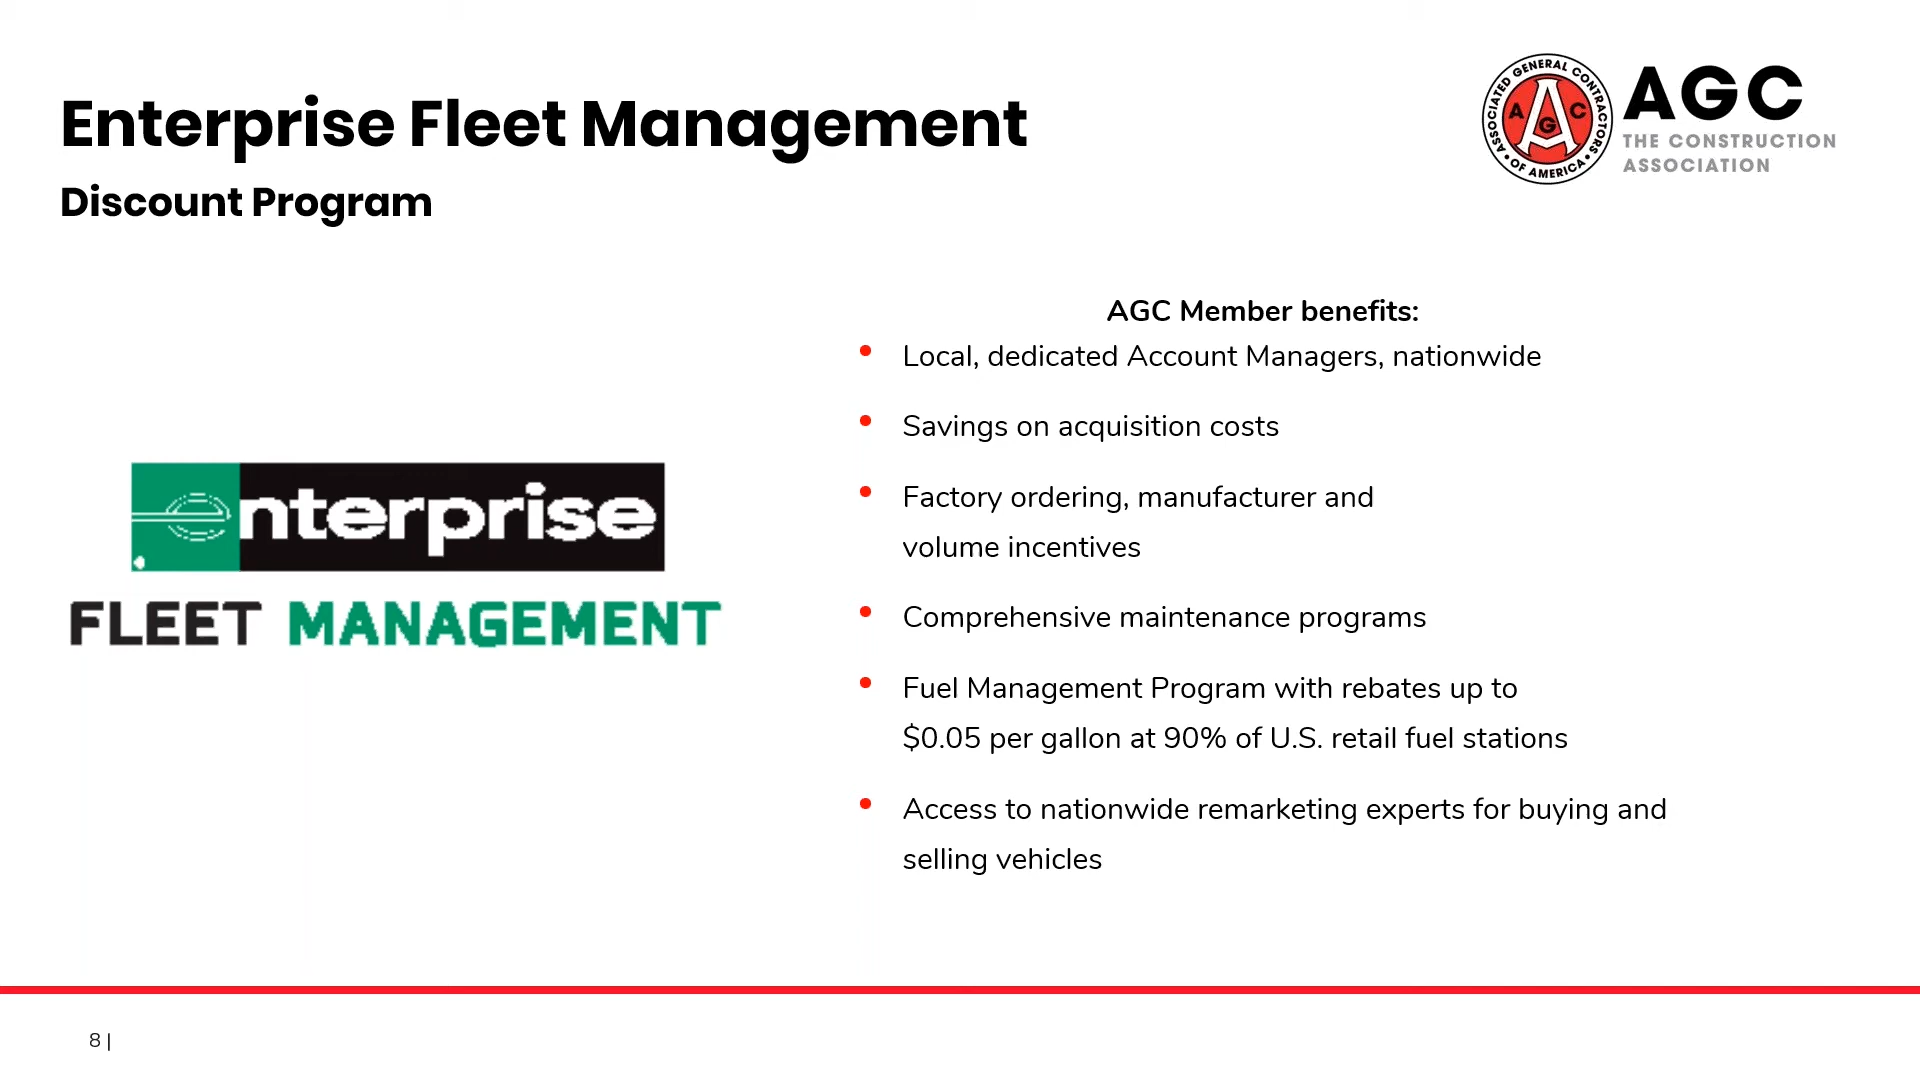 Enterprise Fleet Management
Discount Program
ASSOCIATED GENERAL CONTRACTORS
OF AMERICA
A G C
AGC
THE CONSTRUCTION
ASSOCIATION
AGC Member benefits:
• Local, dedicated Account Managers, nationwide
• Savings on acquisition costs
• Factory ordering, manufacturer and
volume incentives
• Comprehensive maintenance programs
• Fuel Management Program with rebates up to
$0.05 per gallon at 90% of U.S. retail fuel stations
• Access to nationwide remarketing experts for buying and
selling vehicles
enterprise
FLEET MANAGEMENT
8 |